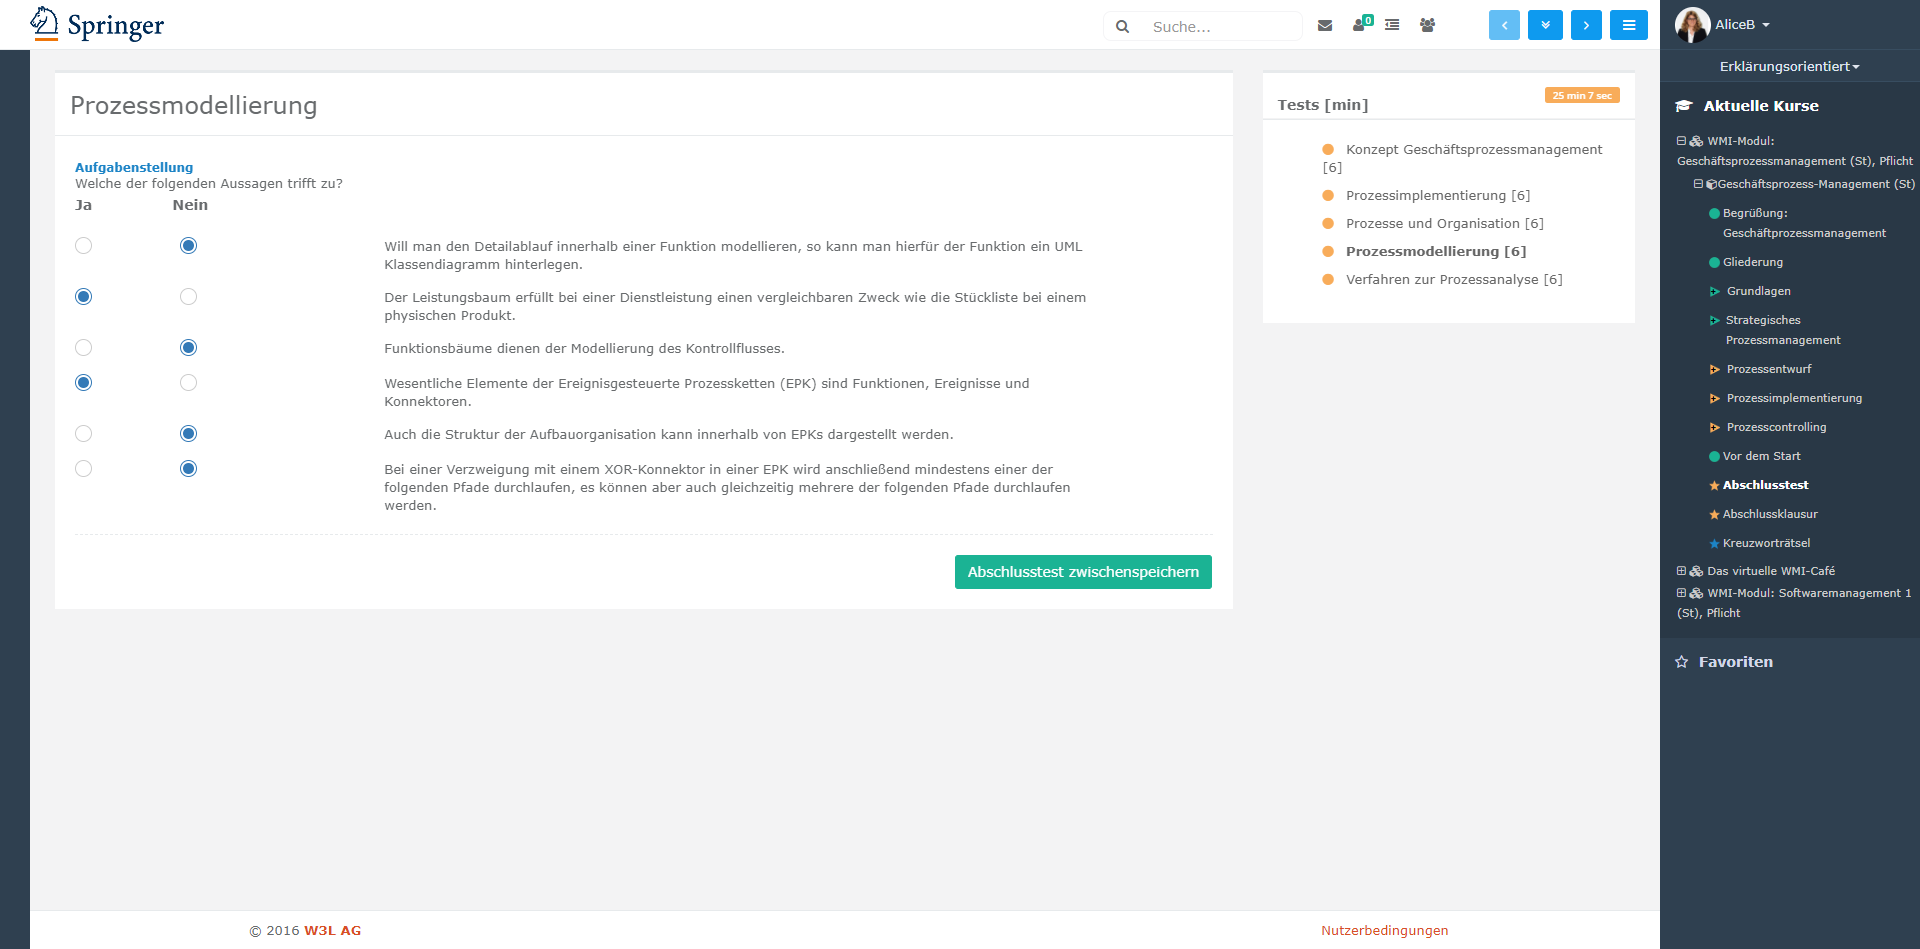 Springer
Suche...
0
AliceB
Erklärungsorientiert
Prozessmodellierung
Aufgabenstellung
Welche der folgenden Aussagen trifft zu?
Ja Nein
Will man den Detailablauf innerhalb einer Funktion modellieren, so kann man hierfür der Funktion ein UML
Klassendiagramm hinterlegen.
Der Leistungsbaum erfüllt bei einer Dienstleistung einen vergleichbaren Zweck wie die Stückliste bei einem
physischen Produkt.
Funktionsbäume dienen der Modellierung des Kontrollflusses.
Wesentliche Elemente der Ereignisgesteuerte Prozessketten (EPK) sind Funktionen, Ereignisse und
Konnektoren.
Auch die Struktur der Aufbauorganisation kann innerhalb von EPKs dargestellt werden.
Bei einer Verzweigung mit einem XOR-Konnektor in einer EPK wird anschließend mindestens einer der
folgenden Pfade durchlaufen, es können aber auch gleichzeitig mehrere der folgenden Pfade durchlaufen
werden.
Abschlusstest zwischenspeichern
Tests [min]
25 min 7 sec
Konzept Geschäftsprozessmanagement
[6]
Prozessimplementierung [6]
Prozesse und Organisation [6]
Prozessmodellierung [6]
Verfahren zur Prozessanalyse [6]
Aktuelle Kurse
WMI-Modul:
Geschäftsprozessmanagement (St), Pflicht
Geschäftsprozess-Management (St)
Begrüßung:
Geschäftprozessmanagement
Gliederung
Grundlagen
Strategisches
Prozessmanagement
Prozessentwurf
Prozessimplementierung
Prozesscontrolling
Vor dem Start
Abschlusstest
Abschlussklausur
Kreuzworträtsel
Das virtuelle WMI-Café
WMI-Modul: Softwaremanagement 1
(St), Pflicht
Favoriten
© 2016 W3L AG
Nutzerbedingungen